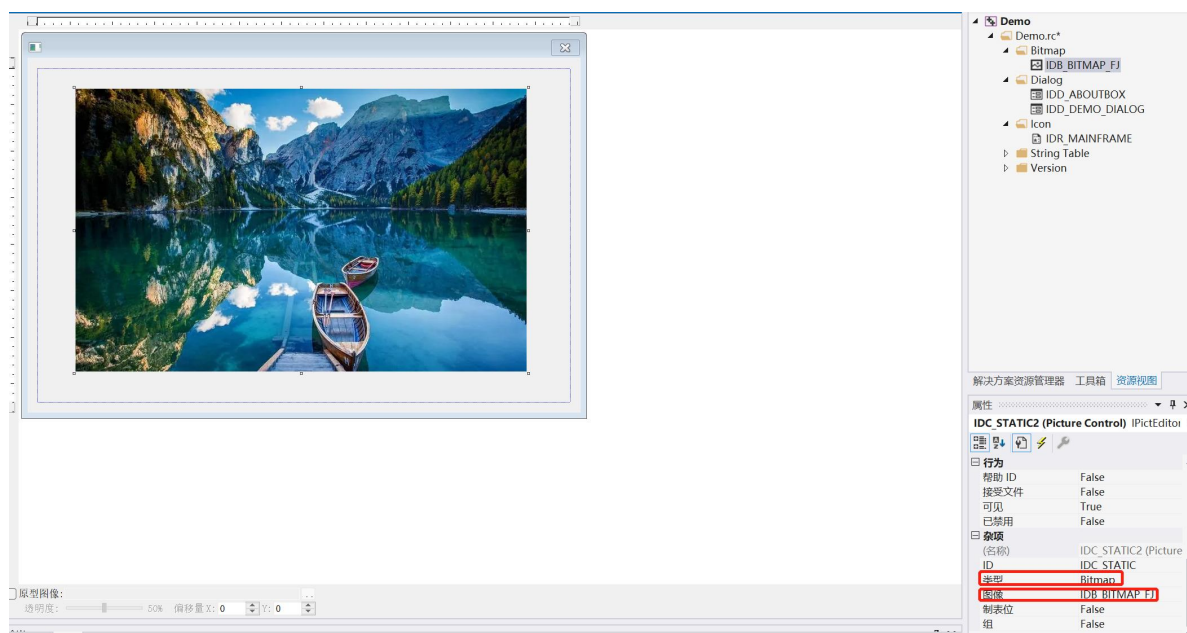 Demo
Demo.rc*
Bitmap
IDB_BITMAP_FJ
Dialog
IDD_ABOUTBOX
IDD_DEMO_DIALOG
Icon
IDR_MAINFRAME
String Table
Version
解决方案资源管理器 工具箱 资源视图
属性
IDC_STATIC2 (Picture Control) IPictEditor
行为
帮助 ID False
接受文件 False
可见 True
已禁用 False
杂项
(名称) IDC_STATIC2 (Picture
ID IDC_STATIC
类型 Bitmap
图像 IDB_BITMAP_FJ
制表位 False
组 False
原型图像:
透明度: 50% 偏移量 X: 0 Y: 0